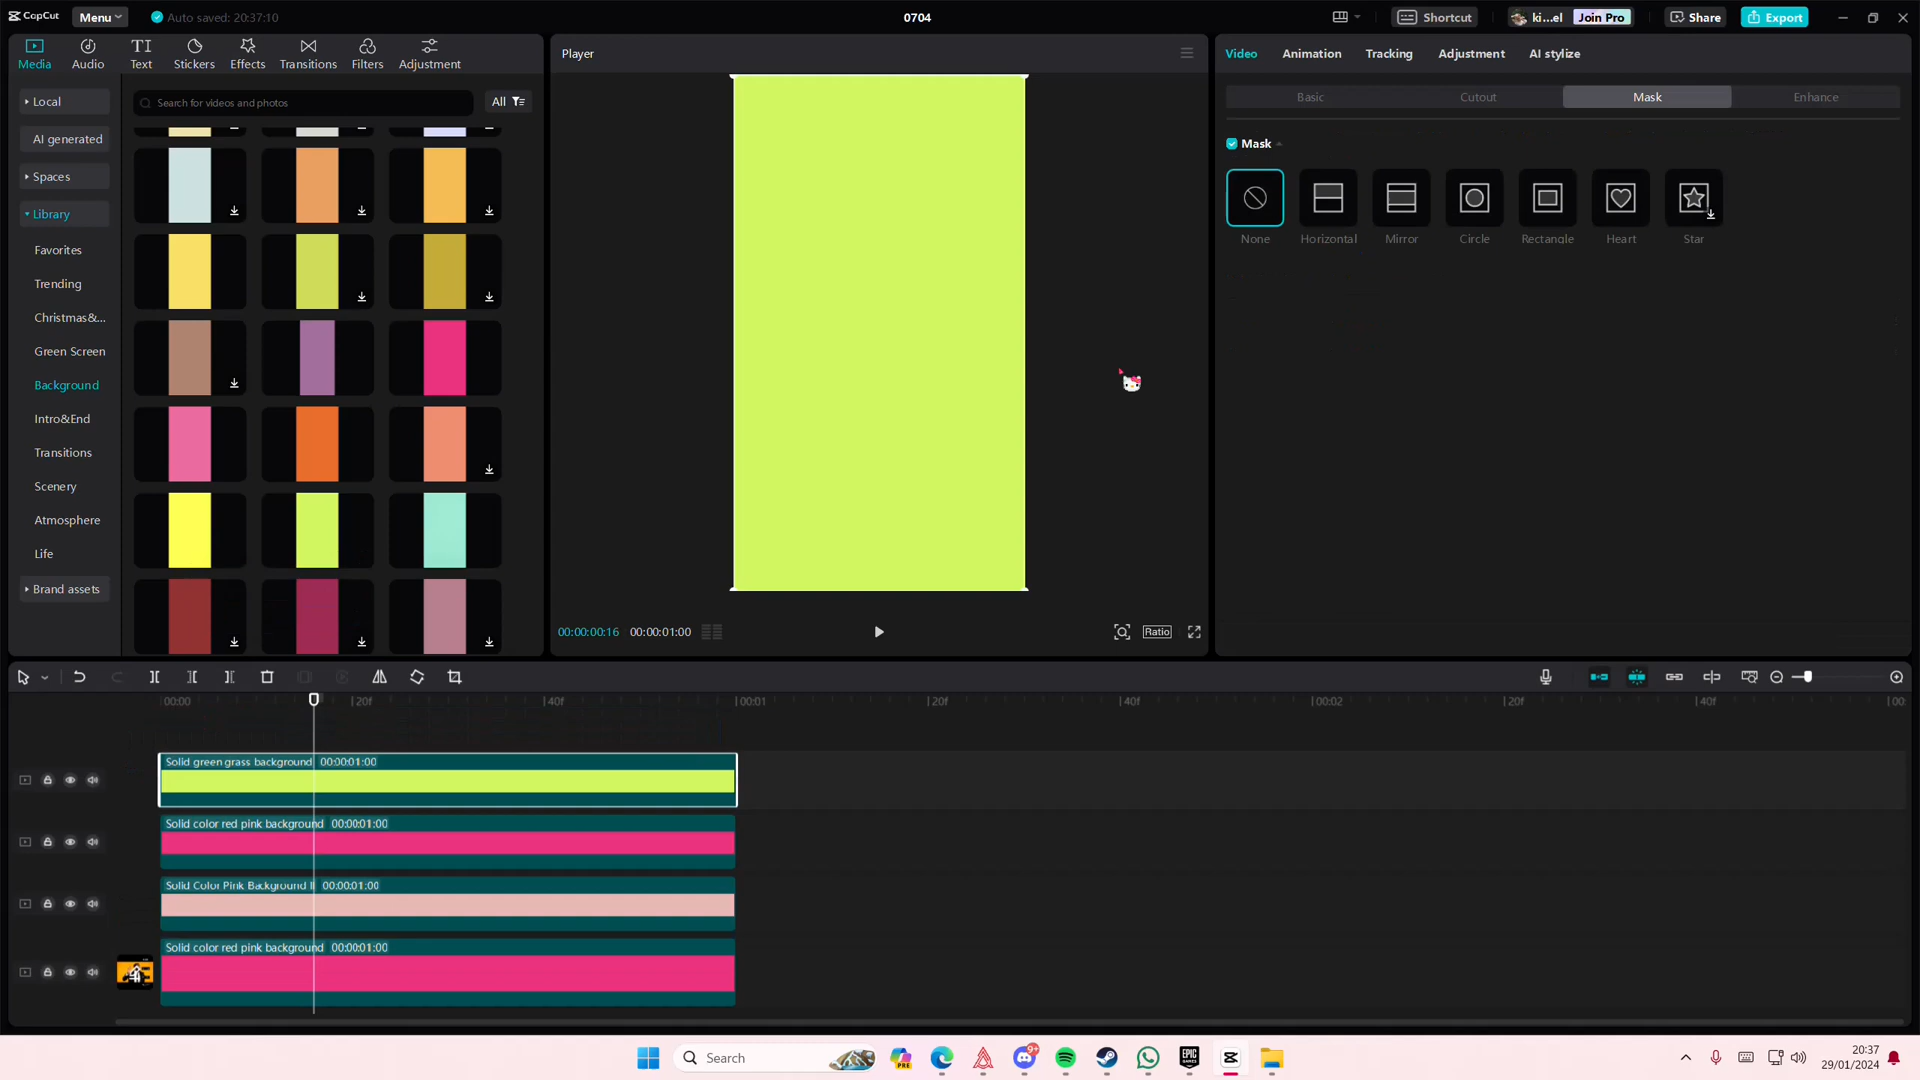 CapCut Menu Auto saved: 20:37:10 0704 Shortcut ki...el Join Pro Share Export
Media Audio Text Stickers Effects Transitions Filters Adjustment
Player
Video Animation Tracking Adjustment AI stylize
Local
AI generated
Spaces
Library
Favorites
Trending
Christmas&...
Green Screen
Background
Intro&End
Transitions
Scenery
Atmosphere
Life
Brand assets
Search for videos and photos All
00:00:00:16 00:00:01:00 Ratio
Basic Cutout Mask Enhance
Mask
None Horizontal Mirror Circle Rectangle Heart Star
00:00 20f 40f 00:01 20f 40f 00:02 20f 40f 00:
Solid green grass background 00:00:01:00
Solid color red pink background 00:00:01:00
Solid Color Pink Background II 00:00:01:00
Solid color red pink background 00:00:01:00
Search PRE 9+ EPIC GAMES 20:37
29/01/2024